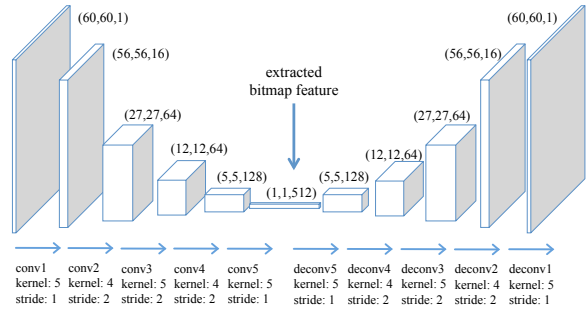 (60,60,1)
(56,56,16)
(27,27,64)
(12,12,64)
(5,5,128)
extracted
bitmap feature
(1,1,512)
(5,5,128)
(12,12,64)
(27,27,64)
(56,56,16)
(60,60,1)
conv1
kernel: 5
stride: 1
conv2
kernel: 4
stride: 2
conv3
kernel: 5
stride: 2
conv4
kernel: 4
stride: 2
conv5
kernel: 5
stride: 1
deconv5
kernel: 5
stride: 1
deconv4
kernel: 4
stride: 2
deconv3
kernel: 5
stride: 2
deconv2
kernel: 4
stride: 2
deconv1
kernel: 5
stride: 1